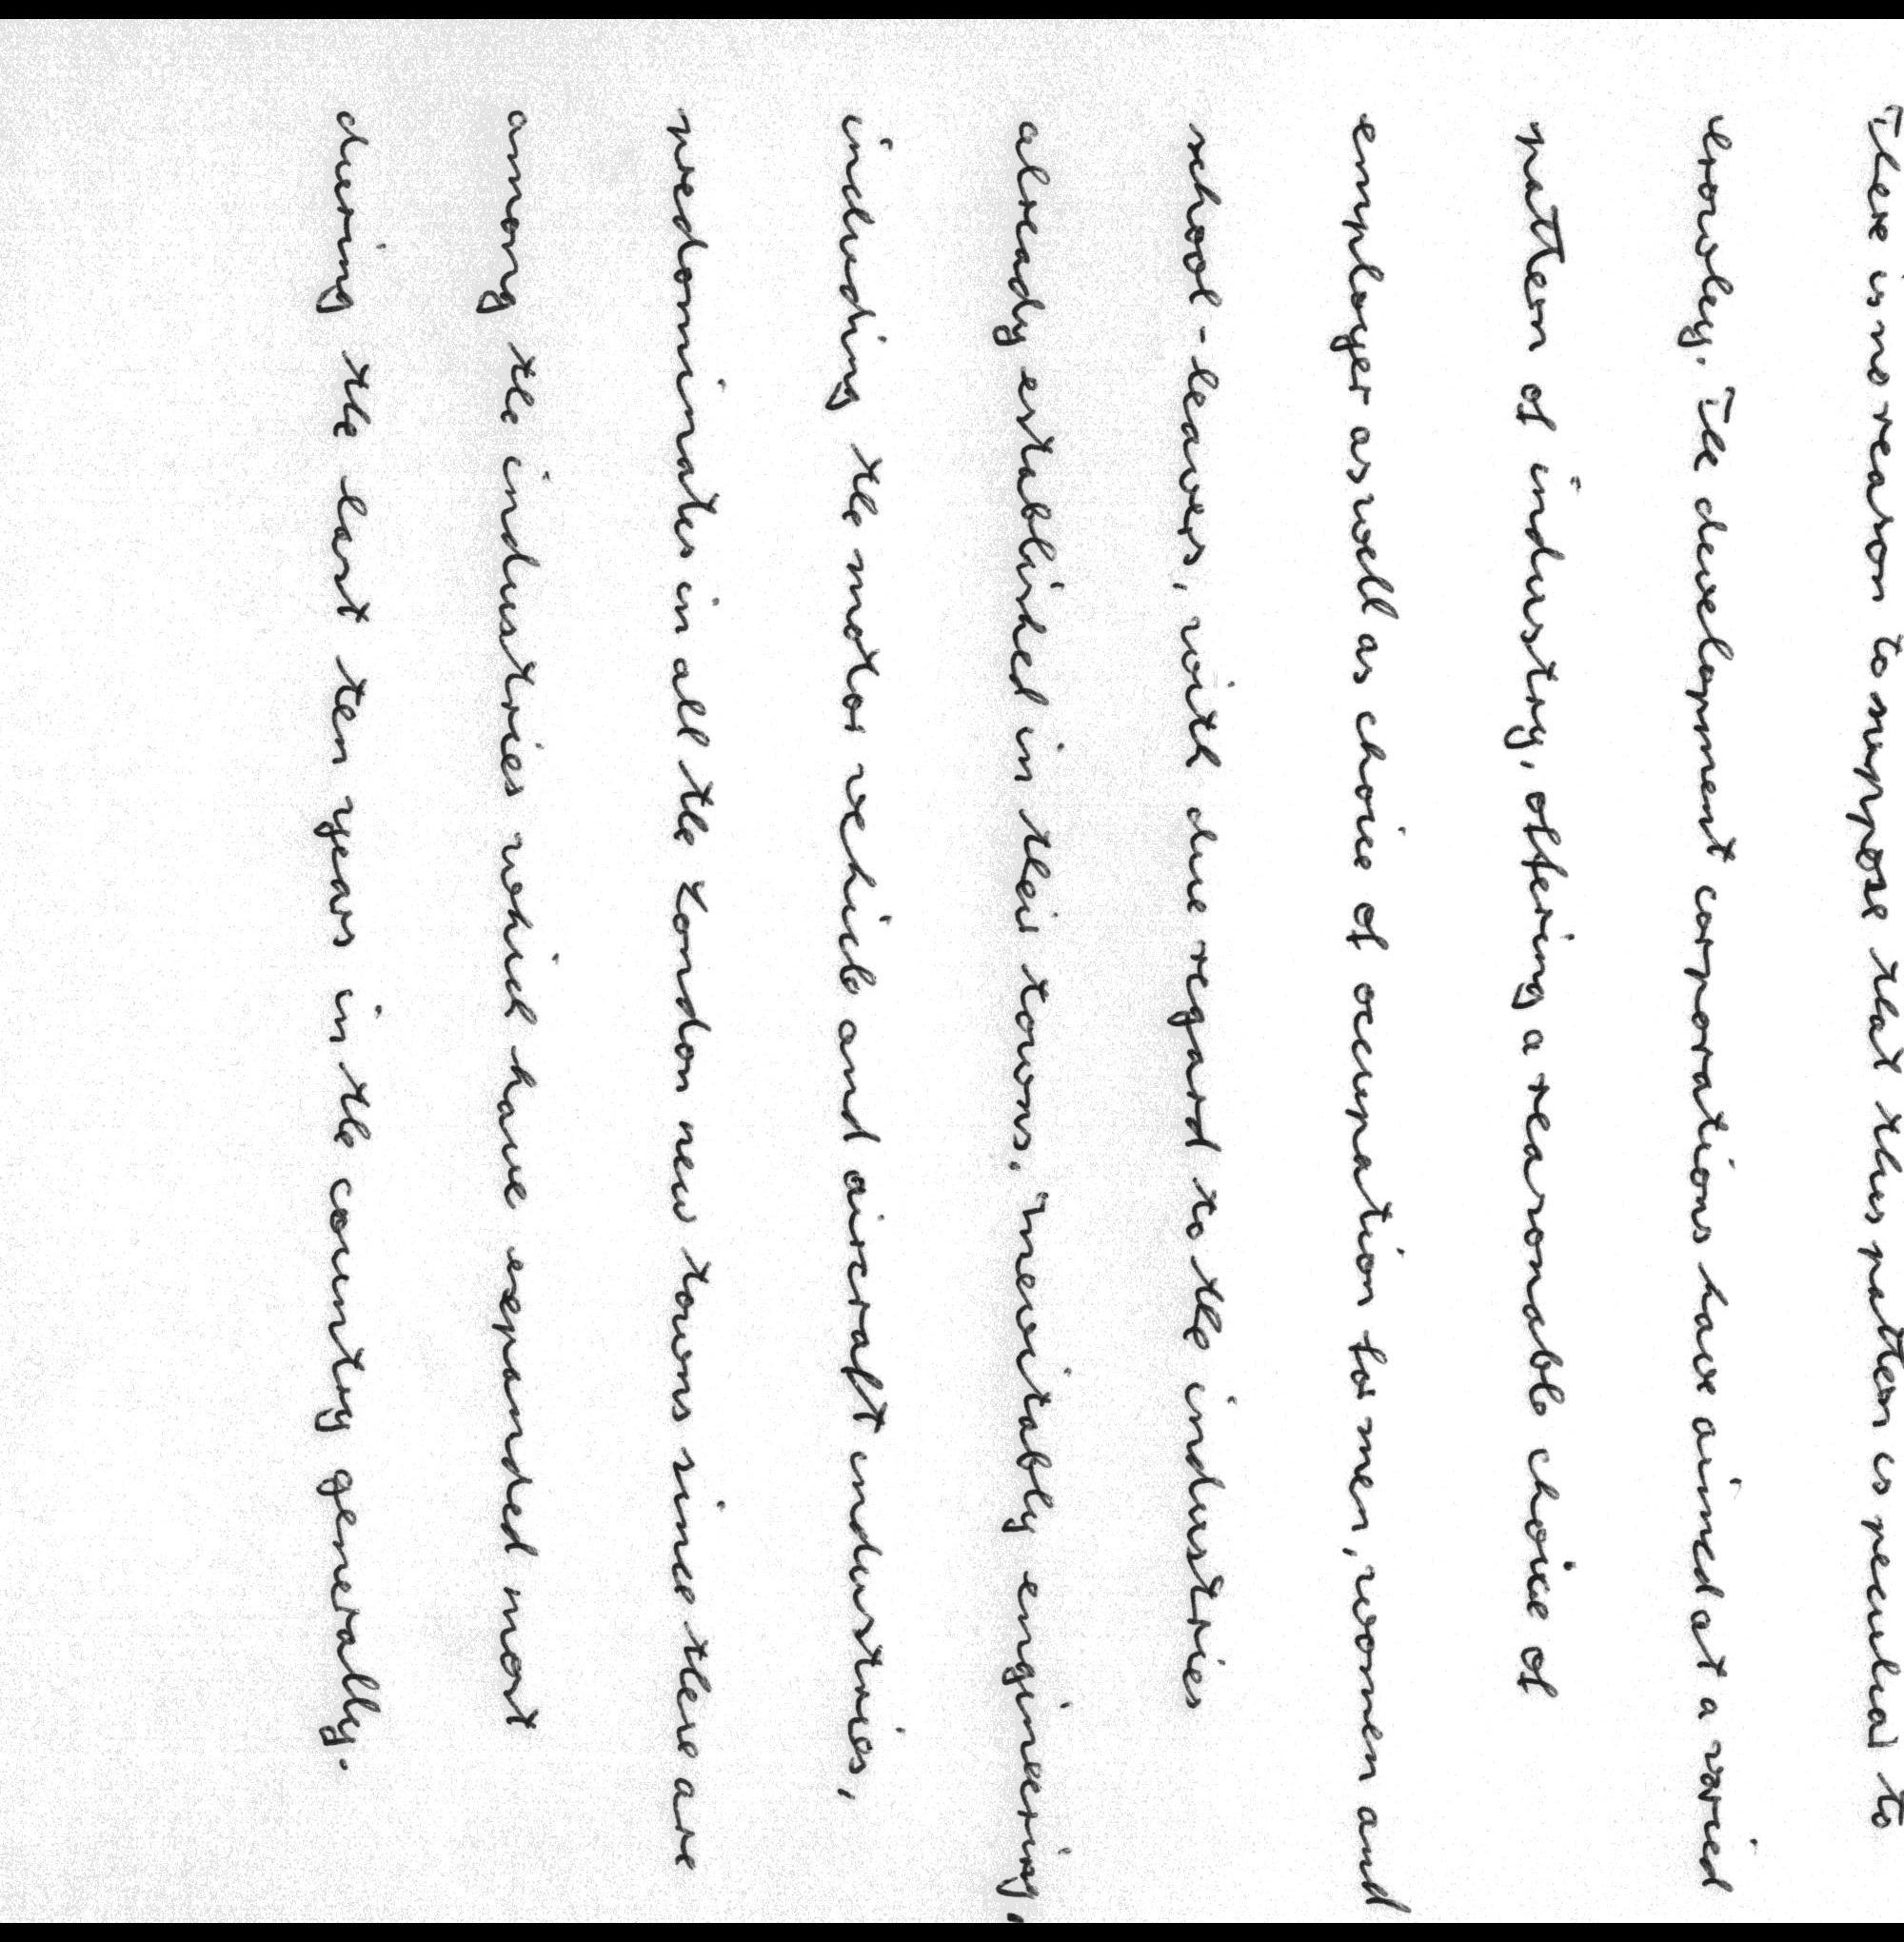 There is no reason to suppose that this pattern is peculiar to
Crawley. The development corporations have aimed at a varied
pattern of industry, offering a reasonable choice of
employer as well as choice of occupation for men, women and
school-leavers, with due regard to the industries
already established in their towns. Inevitably engineering,
including the motor vehicle and aircraft industries,
predominates in all the London new towns since these are
among the industries which have expanded most
during the last ten years in the country generally.